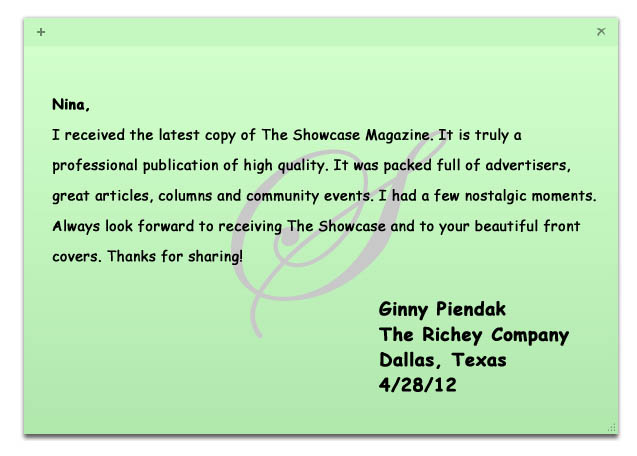 Nina,
I received the latest copy of The Showcase Magazine. It is truly a
professional publication of high quality. It was packed full of advertisers,
great articles, columns and community events. I had a few nostalgic moments.
Always look forward to receiving The Showcase and to your beautiful front
covers. Thanks for sharing!
Ginny Piendak
The Richey Company
Dallas, Texas
4/28/12